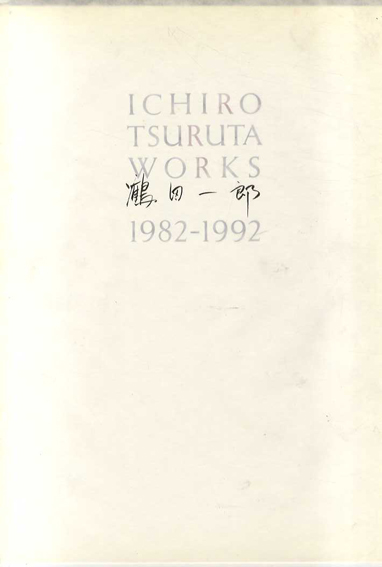 ICHIRO
TSURUTA
WORKS
鶴田一郎
1982-1992